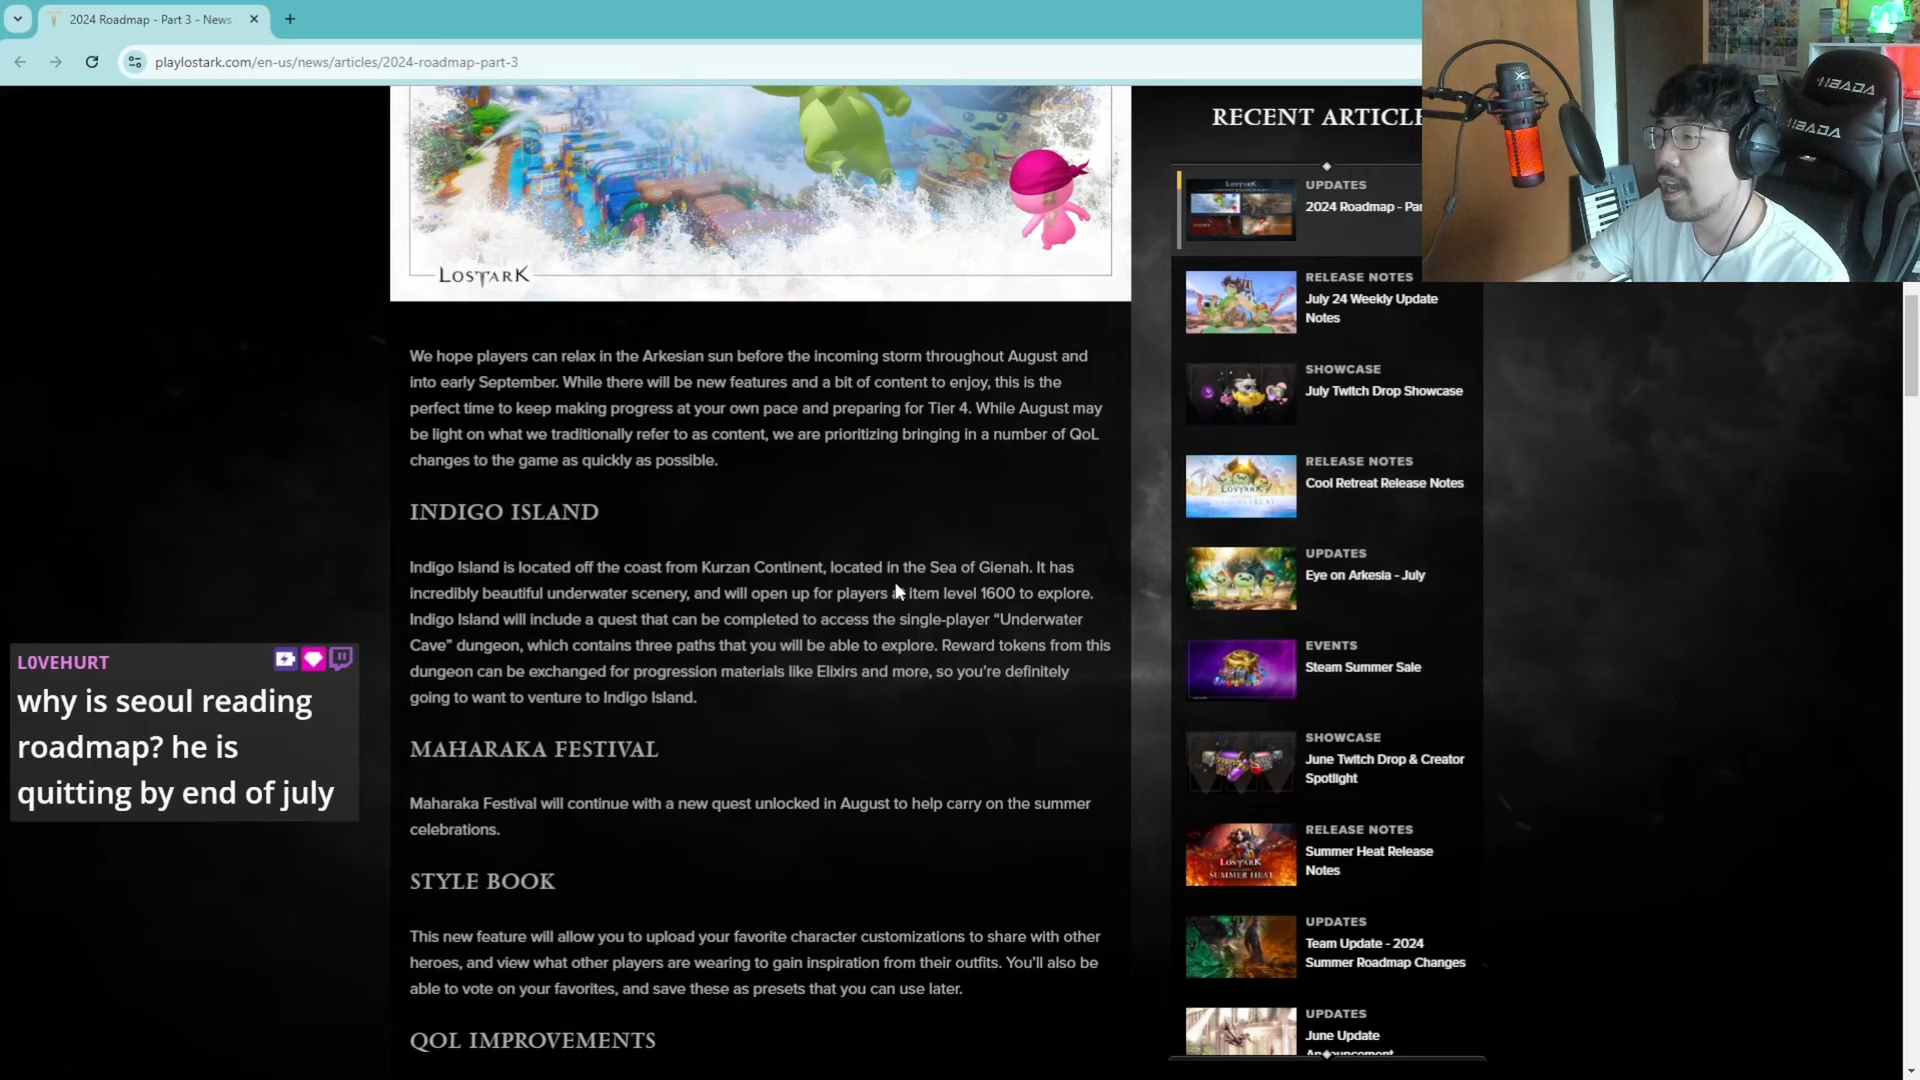 2024 Roadmap - Part 3 - News
playlostark.com/en-us/news/articles/2024-roadmap-part-3
LOST ARK
We hope players can relax in the Arkesian sun before the incoming storm throughout August and
into early September. While there will be new features and a bit of content to enjoy, this is the
perfect time to keep making progress at your own pace and preparing for Tier 4. While August may
be light on what we traditionally refer to as content, we are prioritizing bringing in a number of QoL
changes to the game as quickly as possible.
INDIGO ISLAND
Indigo Island is located off the coast from Kurzan Continent, located in the Sea of Gienah. It has
incredibly beautiful underwater scenery, and will open up for players at item level 1600 to explore.
Indigo Island will include a quest that can be completed to access the single-player “Underwater
Cave” dungeon, which contains three paths that you will be able to explore. Reward tokens from this
dungeon can be exchanged for progression materials like Elixirs and more, so you’re definitely
going to want to venture to Indigo Island.
MAHARAKA FESTIVAL
Maharaka Festival will continue with a new quest unlocked in August to help carry on the summer
celebrations.
STYLE BOOK
This new feature will allow you to upload your favorite character customizations to share with other
heroes, and view what other players are wearing to gain inspiration from their outfits. You’ll also be
able to vote on your favorites, and save these as presets that you can use later.
QOL IMPROVEMENTS
L0VEHURT
why is seoul reading
roadmap? he is
quitting by end of july
RECENT ARTICLE
UPDATES
2024 Roadmap - Par
RELEASE NOTES
July 24 Weekly Update
Notes
SHOWCASE
July Twitch Drop Showcase
RELEASE NOTES
Cool Retreat Release Notes
UPDATES
Eye on Arkesia - July
EVENTS
Steam Summer Sale
SHOWCASE
June Twitch Drop & Creator
Spotlight
RELEASE NOTES
Summer Heat Release
Notes
LOST ARK
SUMMER HEAT
UPDATES
Team Update - 2024
Summer Roadmap Changes
UPDATES
June Update
Announcement
HBADA
HBADA